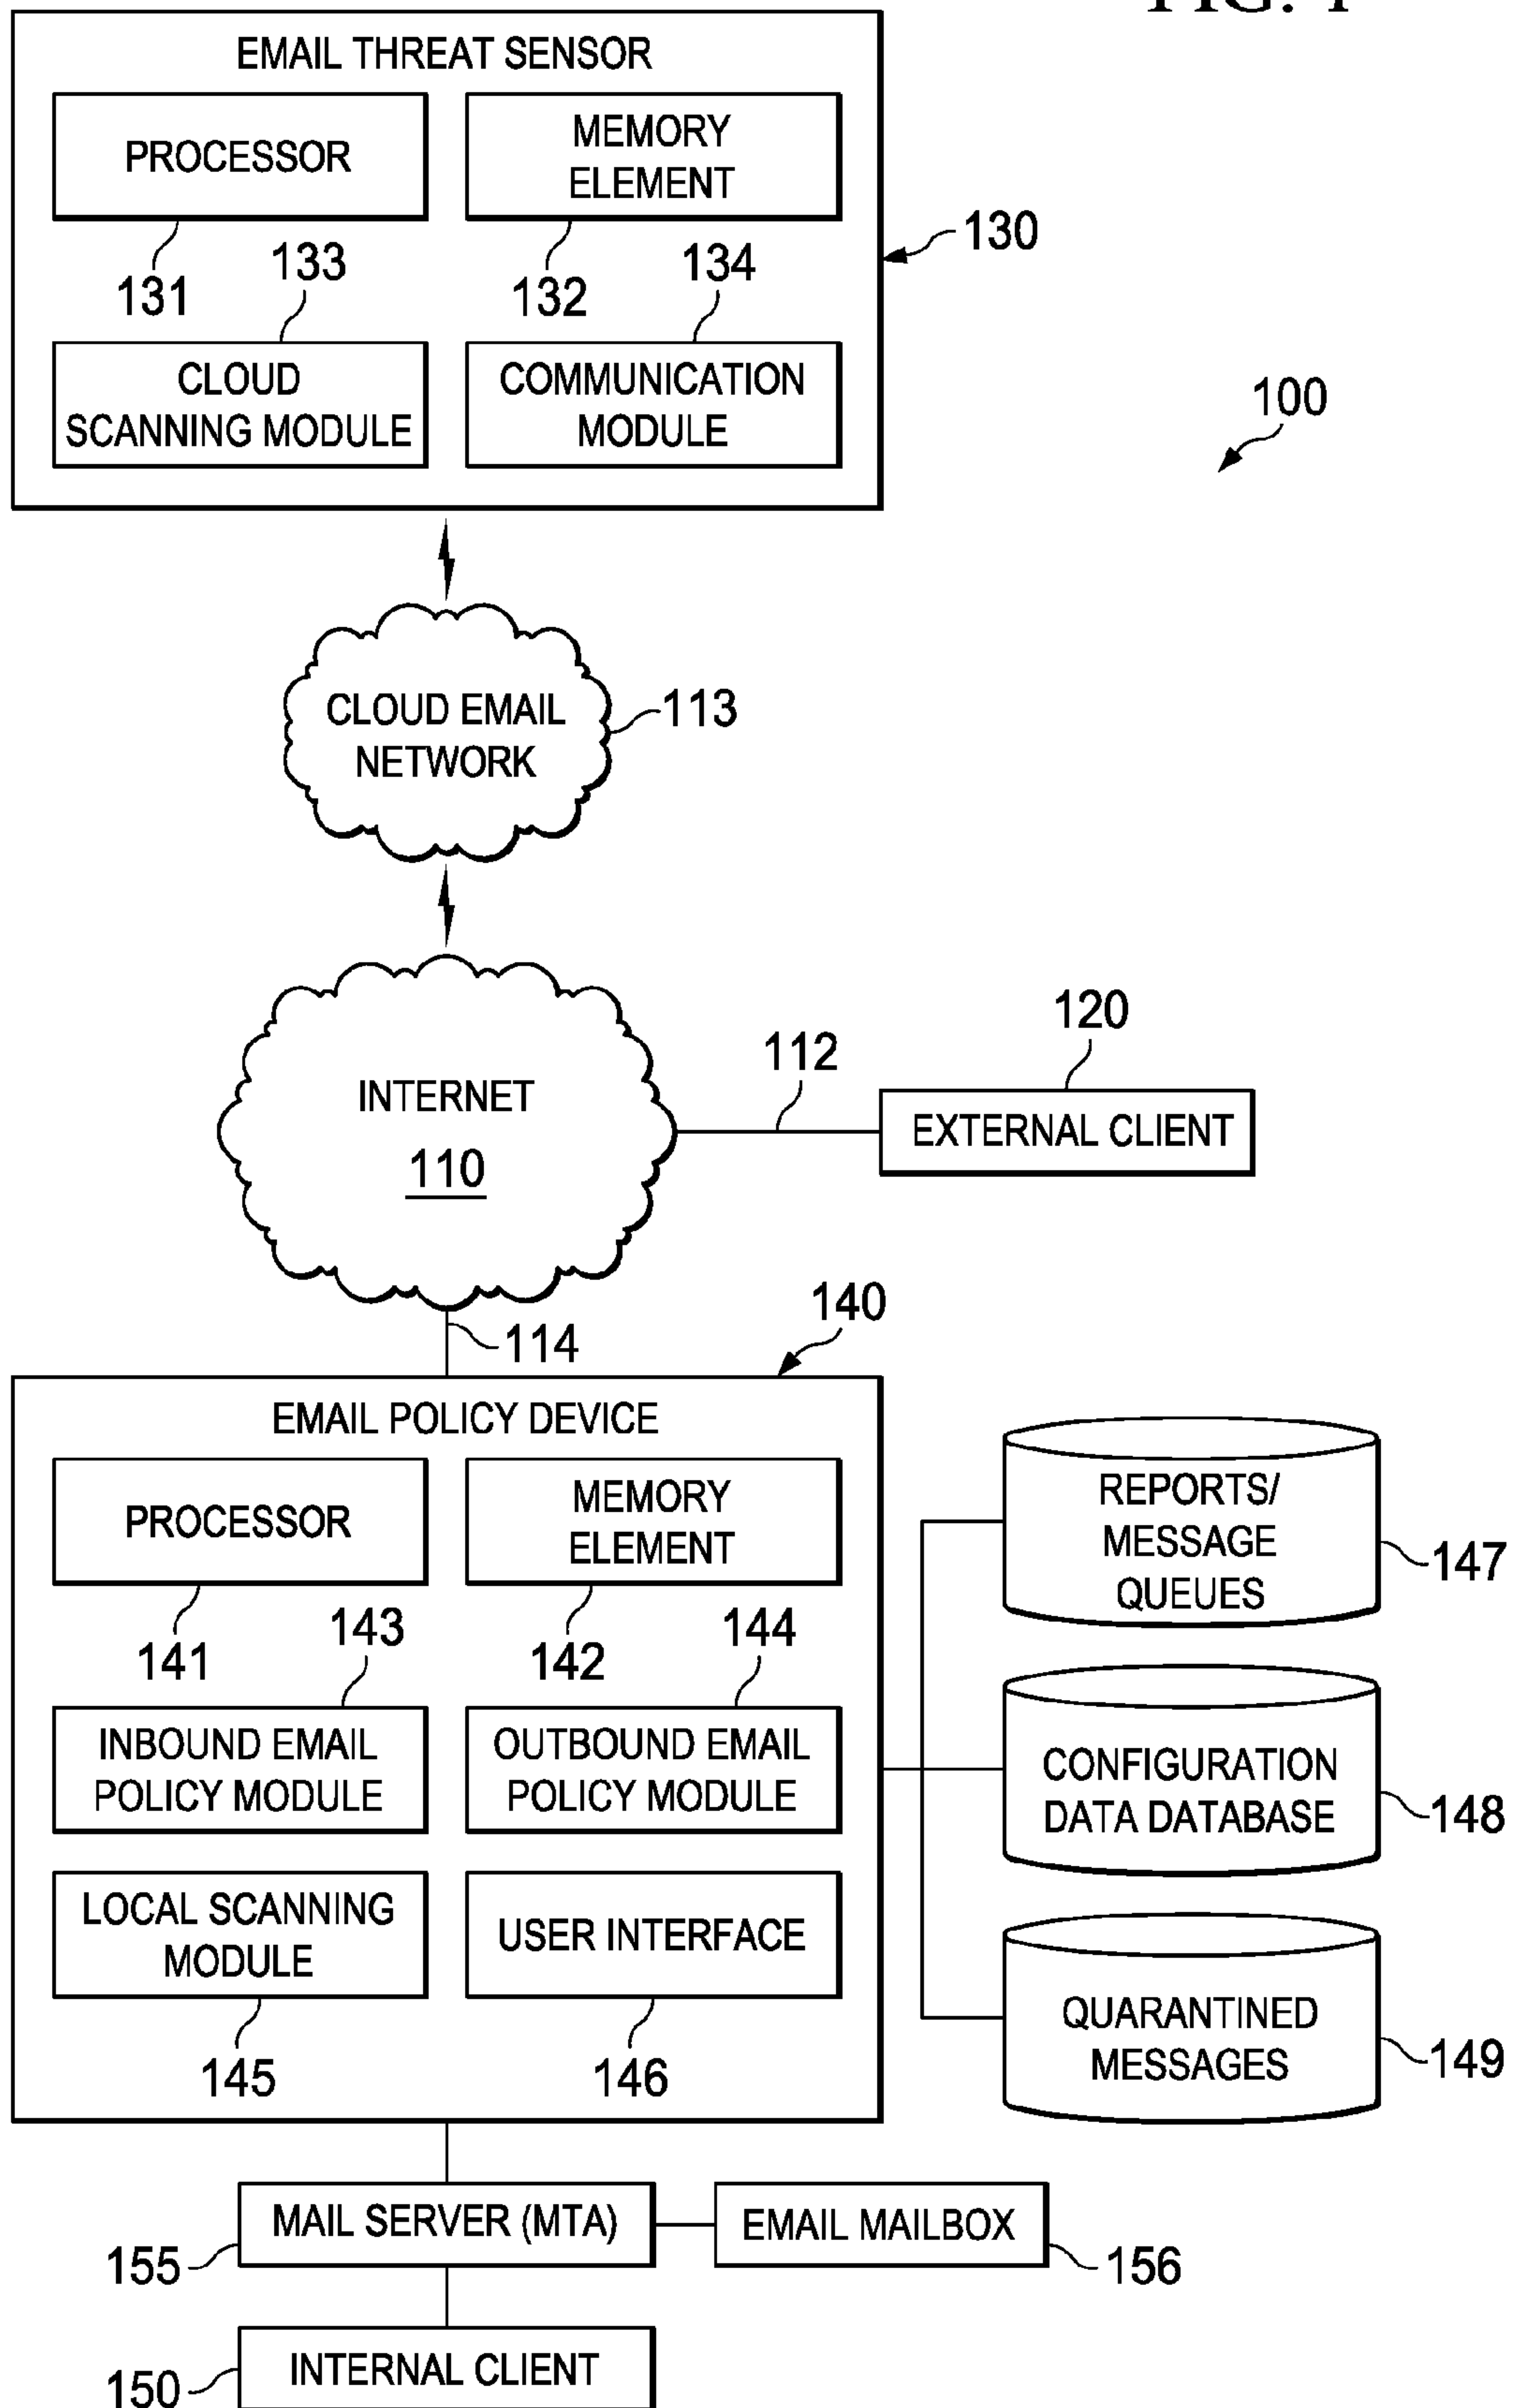 FIG. 1
EMAIL THREAT SENSOR
PROCESSOR
MEMORY
ELEMENT
130
131
133
132
134
CLOUD
SCANNING MODULE
COMMUNICATION
MODULE
100
CLOUD EMAIL
NETWORK
113
INTERNET
110
112
120
EXTERNAL CLIENT
114
140
EMAIL POLICY DEVICE
PROCESSOR
MEMORY
ELEMENT
141
143
142
144
INBOUND EMAIL
POLICY MODULE
OUTBOUND EMAIL
POLICY MODULE
LOCAL SCANNING
MODULE
USER INTERFACE
145
146
REPORTS/
MESSAGE
QUEUES
147
CONFIGURATION
DATA DATABASE
148
QUARANTINED
MESSAGES
149
MAIL SERVER (MTA)
155
EMAIL MAILBOX
156
INTERNAL CLIENT
150